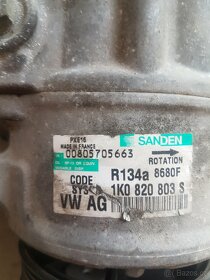 PXE16
MADE IN FRANCE
SANDEN
00805705663
ROTATION
R134a 8680F
CODE
1K0 820 803 S
VW AG